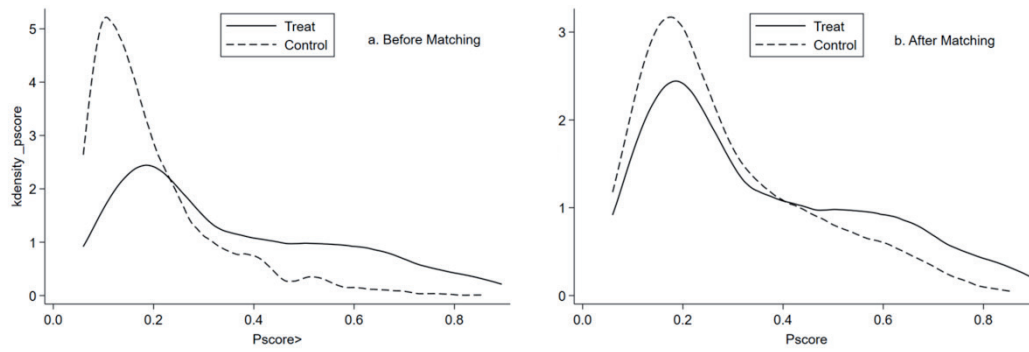 Treat
Control
a. Before Matching
kdensity _pscore
5
4
3
2
1
0
0.0 0.2 0.4 0.6 0.8
Pscore>
Treat
Control
b. After Matching
3
2
1
0
0.0 0.2 0.4 0.6 0.8
Pscore